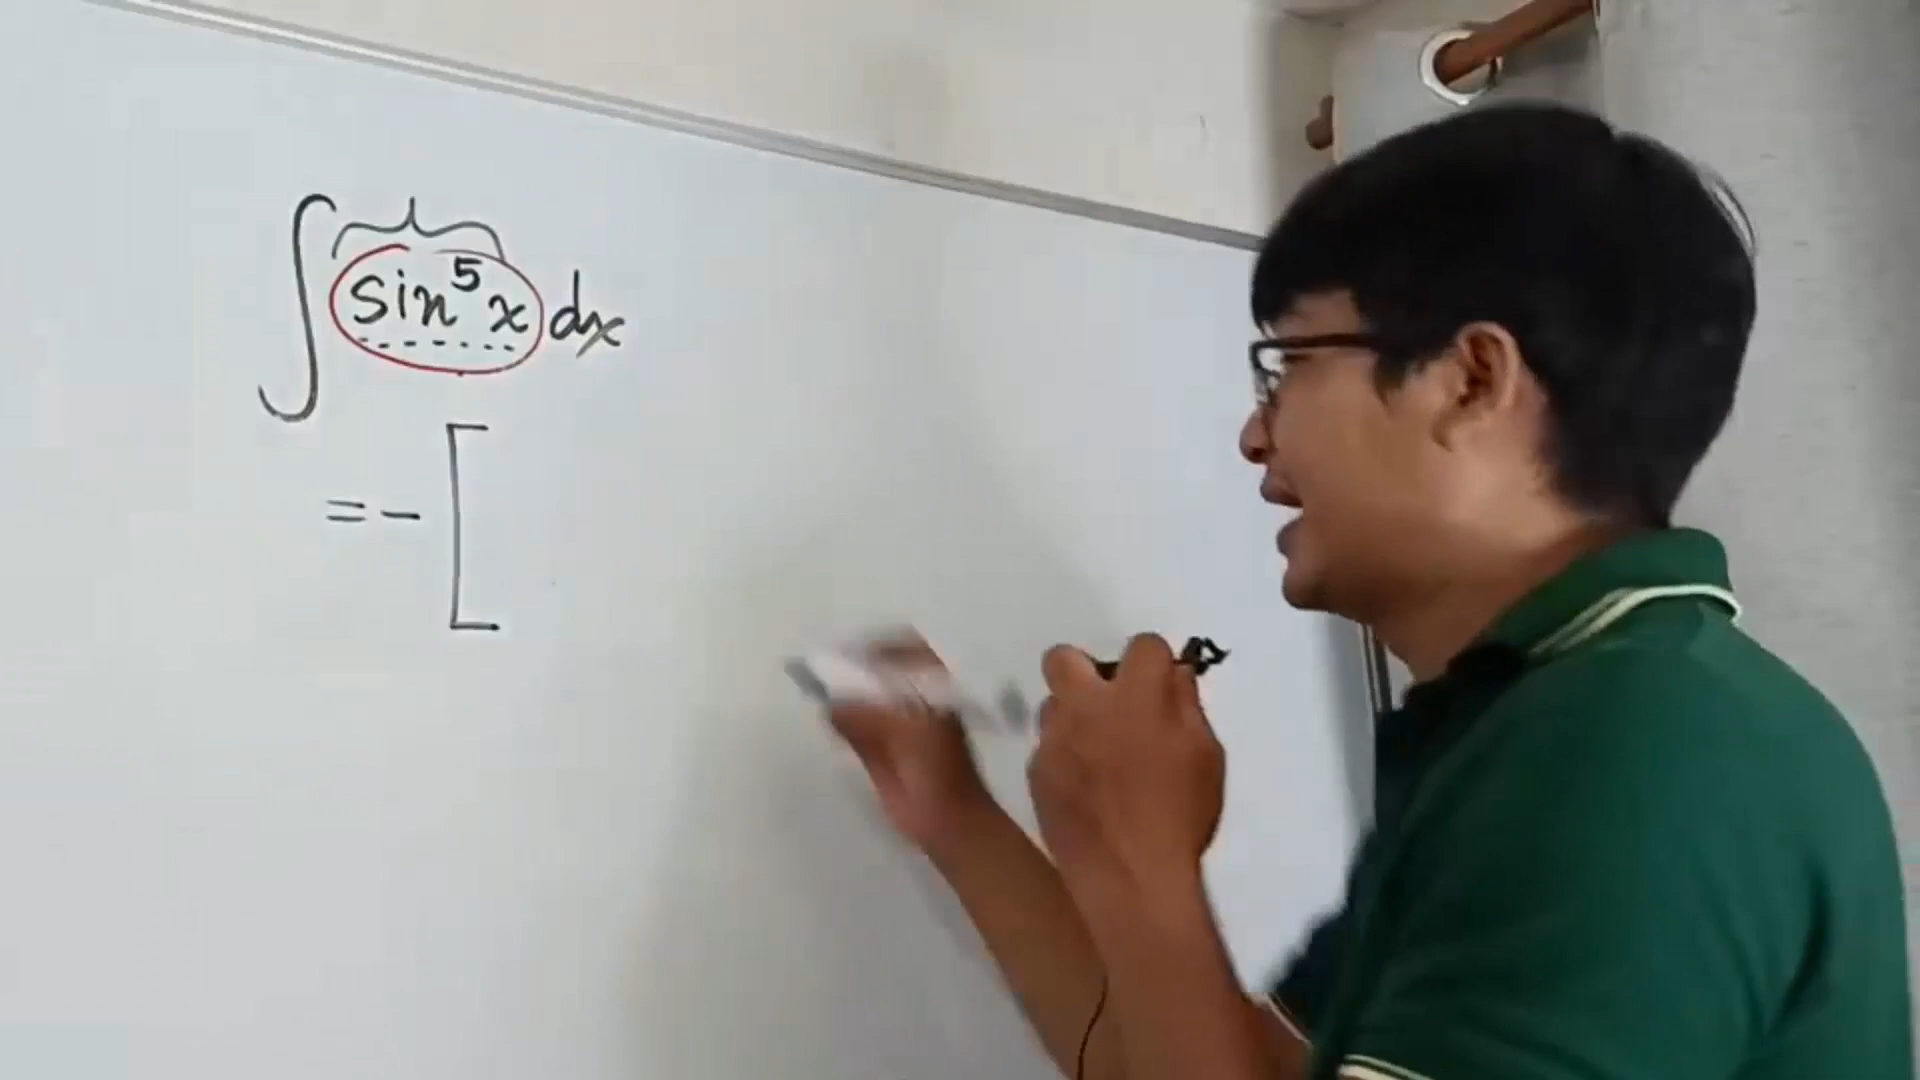 ∫ sin⁵x dx
= - [